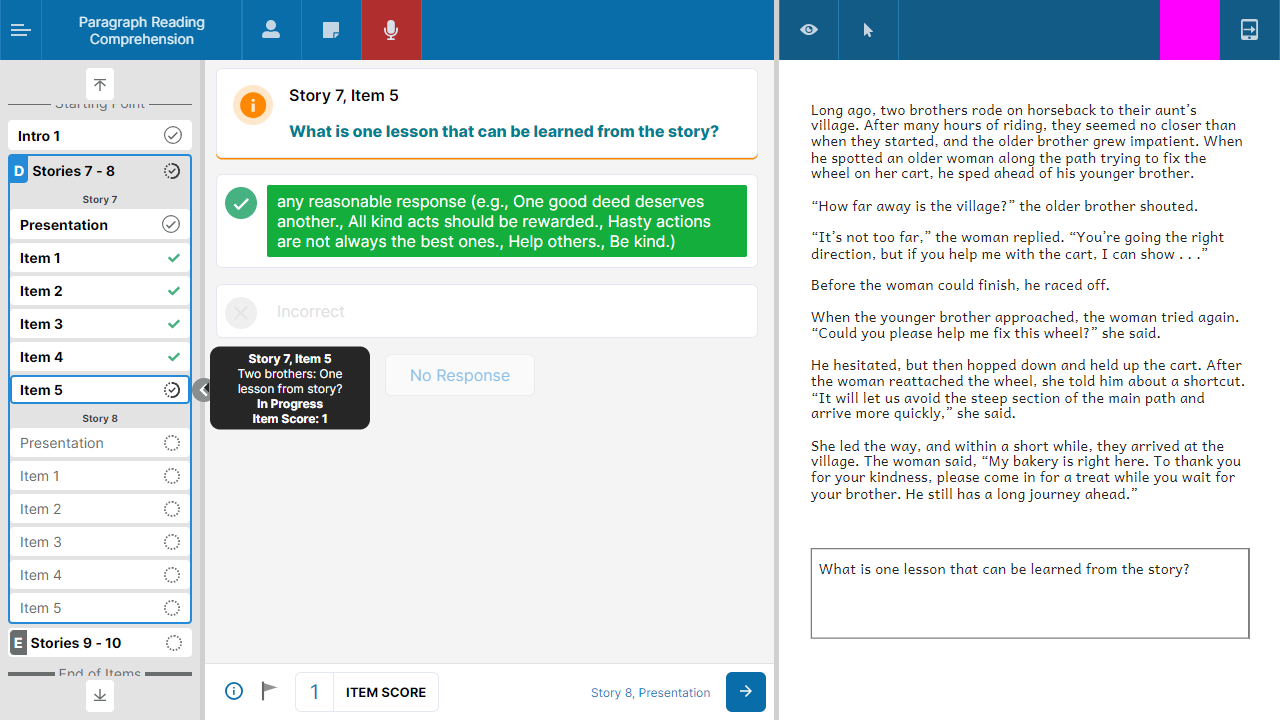 Paragraph Reading
Comprehension
Starting Point
Intro 1
D Stories 7 - 8
Story 7
Presentation
Item 1
Item 2
Item 3
Item 4
Item 5
Story 8
Presentation
Item 1
Item 2
Item 3
Item 4
Item 5
E Stories 9 - 10
End of Items
Story 7, Item 5
What is one lesson that can be learned from the story?
any reasonable response (e.g., One good deed deserves
another., All kind acts should be rewarded., Hasty actions
are not always the best ones., Help others., Be kind.)
Incorrect
Story 7, Item 5
Two brothers: One
lesson from story?
In Progress
Item Score: 1
No Response
1 ITEM SCORE
Story 8, Presentation
Long ago, two brothers rode on horseback to their aunt’s
village. After many hours of riding, they seemed no closer than
when they started, and the older brother grew impatient. When
he spotted an older woman along the path trying to fix the
wheel on her cart, he sped ahead of his younger brother.
“How far away is the village?” the older brother shouted.
“It’s not too far,” the woman replied. “You’re going the right
direction, but if you help me with the cart, I can show . . .”
Before the woman could finish, he raced off.
When the younger brother approached, the woman tried again.
“Could you please help me fix this wheel?” she said.
He hesitated, but then hopped down and held up the cart. After
the woman reattached the wheel, she told him about a shortcut.
“It will let us avoid the steep section of the main path and
arrive more quickly,” she said.
She led the way, and within a short while, they arrived at the
village. The woman said, “My bakery is right here. To thank you
for your kindness, please come in for a treat while you wait for
your brother. He still has a long journey ahead.”
What is one lesson that can be learned from the story?